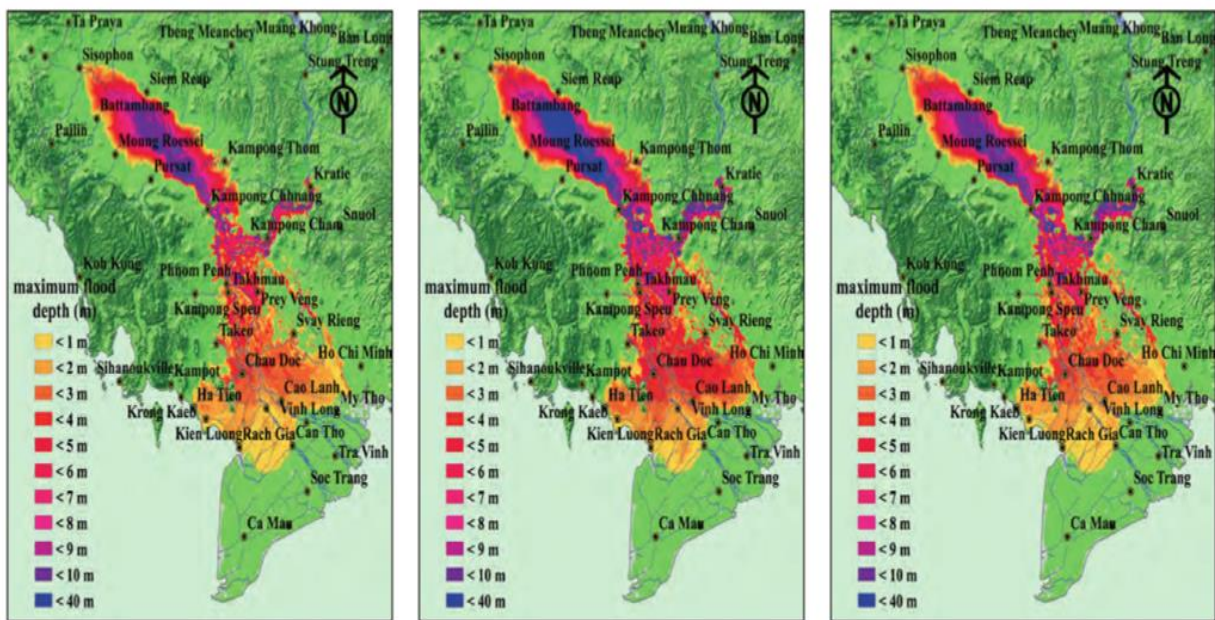 Ta Praya
Muang Khong
Tbeng Meanchey
Ban Long
Sisophon
Stung Treng
Siem Reap
N
Battambang
Pailin
Moung Roessei
Kampong Thom
Pursat
Kratie
Kampong Chhnang
Snuol
Kampong Cham
Koh Kung
Phnom Penh
Takhmau
maximum flood
depth (m)
Prey Veng
Kampong Speu
Svay Rieng
Takeo
< 1 m
Ho Chi Minh
Chau Doc
< 2 m
Sihanoukville
Kampot
Cao Lanh
< 3 m
Ha Tien
My Tho
Krong Kaeb
Vinh Long
< 4 m
Kien Luong
Rach Gia
Can Tho
< 5 m
Tra Vinh
< 6 m
Soc Trang
< 7 m
< 8 m
Ca Mau
< 9 m
< 10 m
< 40 m
Ta Praya
Muang Khong
Tbeng Meanchey
Ban Long
Sisophon
Stung Treng
Siem Reap
N
Battambang
Pailin
Moung Roessei
Kampong Thom
Pursat
Kratie
Kampong Chhnang
Snuol
Kampong Cham
Koh Kung
Phnom Penh
Takhmau
maximum flood
depth (m)
Prey Veng
Kampong Speu
Svay Rieng
Takeo
< 1 m
Ho Chi Minh
Chau Doc
< 2 m
Sihanoukville
Kampot
Cao Lanh
< 3 m
Ha Tien
My Tho
Krong Kaeb
Vinh Long
< 4 m
Kien Luong
Rach Gia
Can Tho
< 5 m
Tra Vinh
< 6 m
Soc Trang
< 7 m
< 8 m
Ca Mau
< 9 m
< 10 m
< 40 m
Ta Praya
Muang Khong
Tbeng Meanchey
Ban Long
Sisophon
Stung Treng
Siem Reap
N
Battambang
Pailin
Moung Roessei
Kampong Thom
Pursat
Kratie
Kampong Chhnang
Snuol
Kampong Cham
Koh Kung
Phnom Penh
Takhmau
maximum flood
depth (m)
Prey Veng
Kampong Speu
Svay Rieng
Takeo
< 1 m
Ho Chi Minh
Chau Doc
< 2 m
Sihanoukville
Kampot
Cao Lanh
< 3 m
Ha Tien
My Tho
Krong Kaeb
Vinh Long
< 4 m
Kien Luong
Rach Gia
Can Tho
< 5 m
Tra Vinh
< 6 m
Soc Trang
< 7 m
< 8 m
Ca Mau
< 9 m
< 10 m
< 40 m